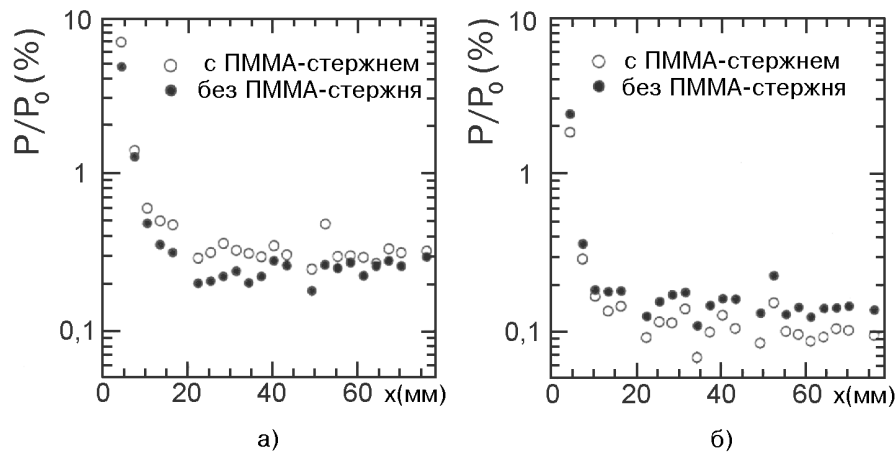 P/P₀ (%)
10
1
0,1
с ПММА-стержнем
без ПММА-стержня
0
20
40
60
x(мм)
а)
P/P₀ (%)
10
1
0,1
с ПММА-стержнем
без ПММА-стержня
0
20
40
60
x(мм)
б)